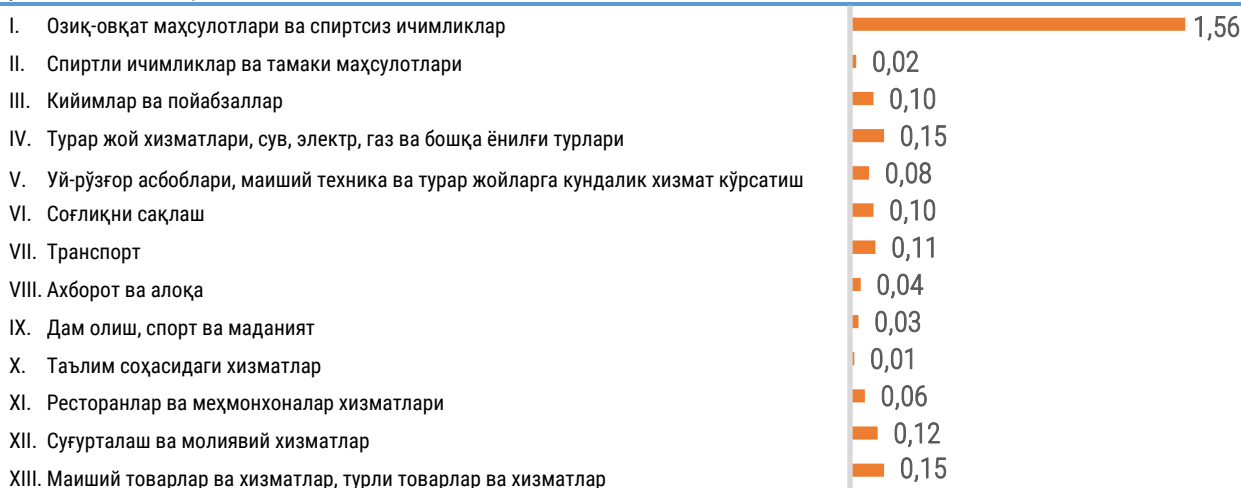 I. Озиқ-овқат маҳсулотлари ва спиртсиз ичимликлар 1,56
II. Спиртли ичимликлар ва тамаки маҳсулотлари 0,02
III. Кийимлар ва пойабзаллар 0,10
IV. Турар жой хизматлари, сув, электр, газ ва бошқа ёнилғи турлари 0,15
V. Уй-рўзғор асбоблари, маиший техника ва турар жойларга кундалик хизмат кўрсатиш 0,08
VI. Соғлиқни сақлаш 0,10
VII. Транспорт 0,11
VIII. Ахборот ва алоқа 0,04
IX. Дам олиш, спорт ва маданият 0,03
X. Таълим соҳасидаги хизматлар 0,01
XI. Ресторанлар ва меҳмонхоналар хизматлари 0,06
XII. Суғурталаш ва молиявий хизматлар 0,12
XIII. Маиший товарлар ва хизматлар, турли товарлар ва хизматлар 0,15